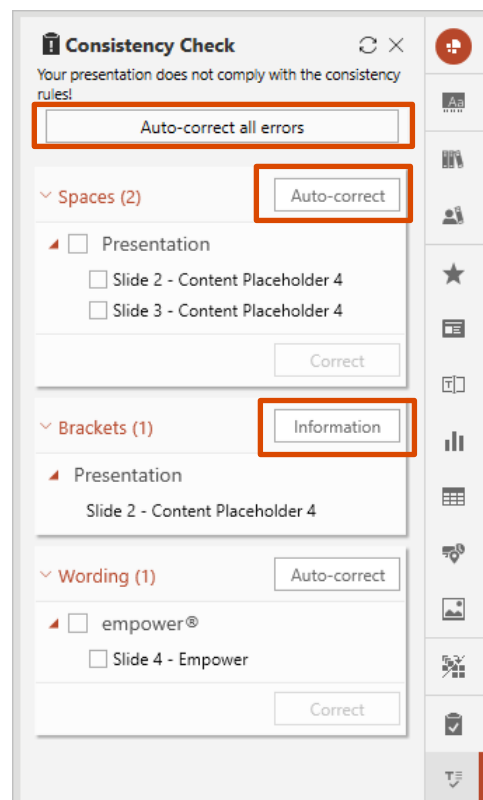 Consistency Check
Your presentation does not comply with the consistency
rules!
Auto-correct all errors
Spaces (2)
Auto-correct
Presentation
Slide 2 - Content Placeholder 4
Slide 3 - Content Placeholder 4
Correct
Brackets (1)
Information
Presentation
Slide 2 - Content Placeholder 4
Wording (1)
Auto-correct
empower®
Slide 4 - Empower
Correct
Aa
T
T